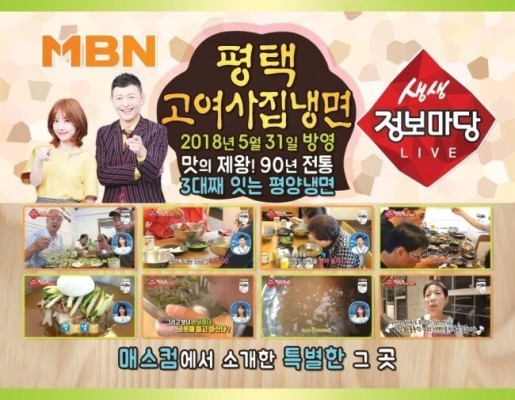 MBN
평택
고여사집냉면
2018년 5월 31일 방영
맛의 제왕! 90년 전통
3대째 잇는 평양냉면
생생
정보마당
LIVE
매스컴에서 소개한 특별한 그 곳